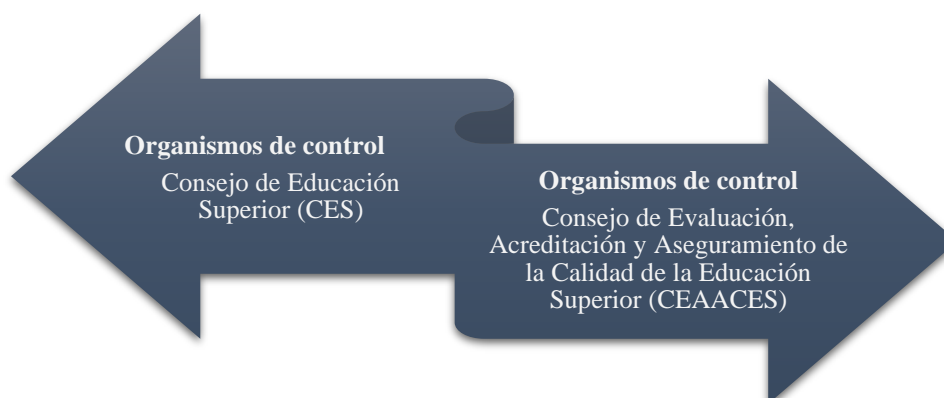 Organismos de control
Consejo de Educación
Superior (CES)
Organismos de control
Consejo de Evaluación,
Acreditación y Aseguramiento de
la Calidad de la Educación
Superior (CEAACES)